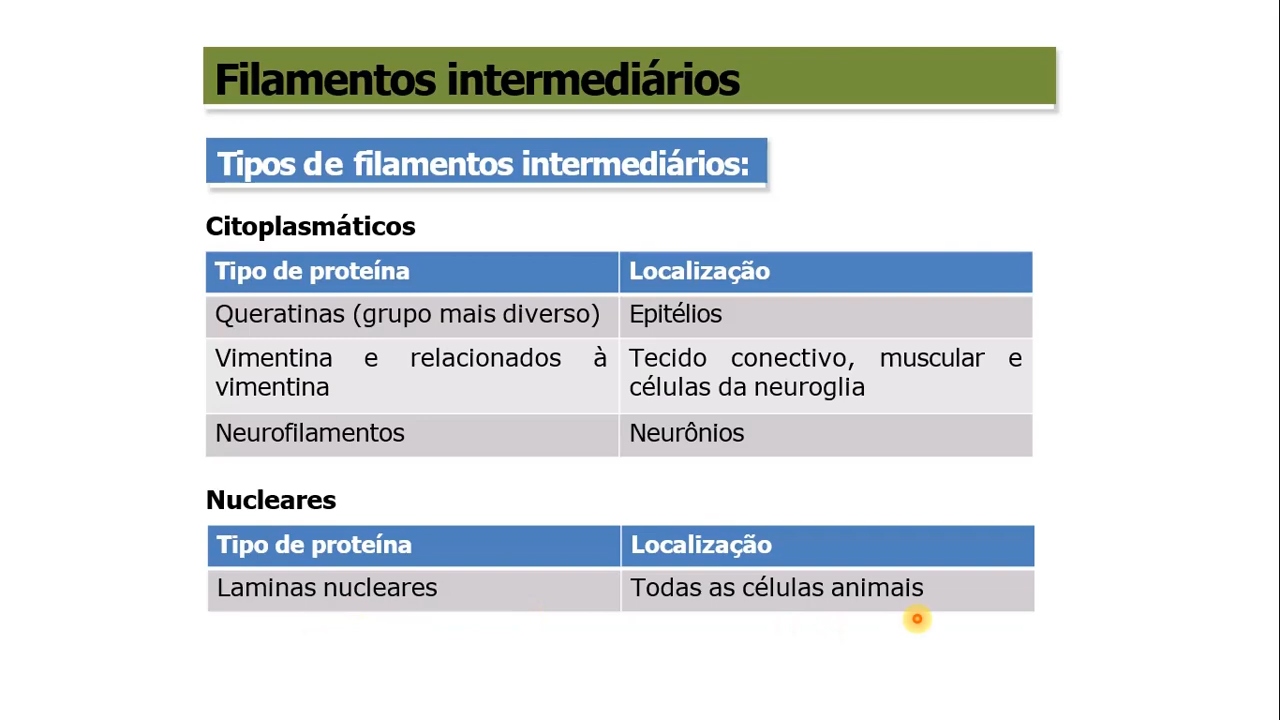 Filamentos intermediários
Tipos de filamentos intermediários:
Citoplasmáticos
Tipo de proteína Localização
Queratinas (grupo mais diverso) Epitélios
Vimentina e relacionados à vimentina Tecido conectivo, muscular e células da neuroglia
Neurofilamentos Neurônios
Nucleares
Tipo de proteína Localização
Laminas nucleares Todas as células animais